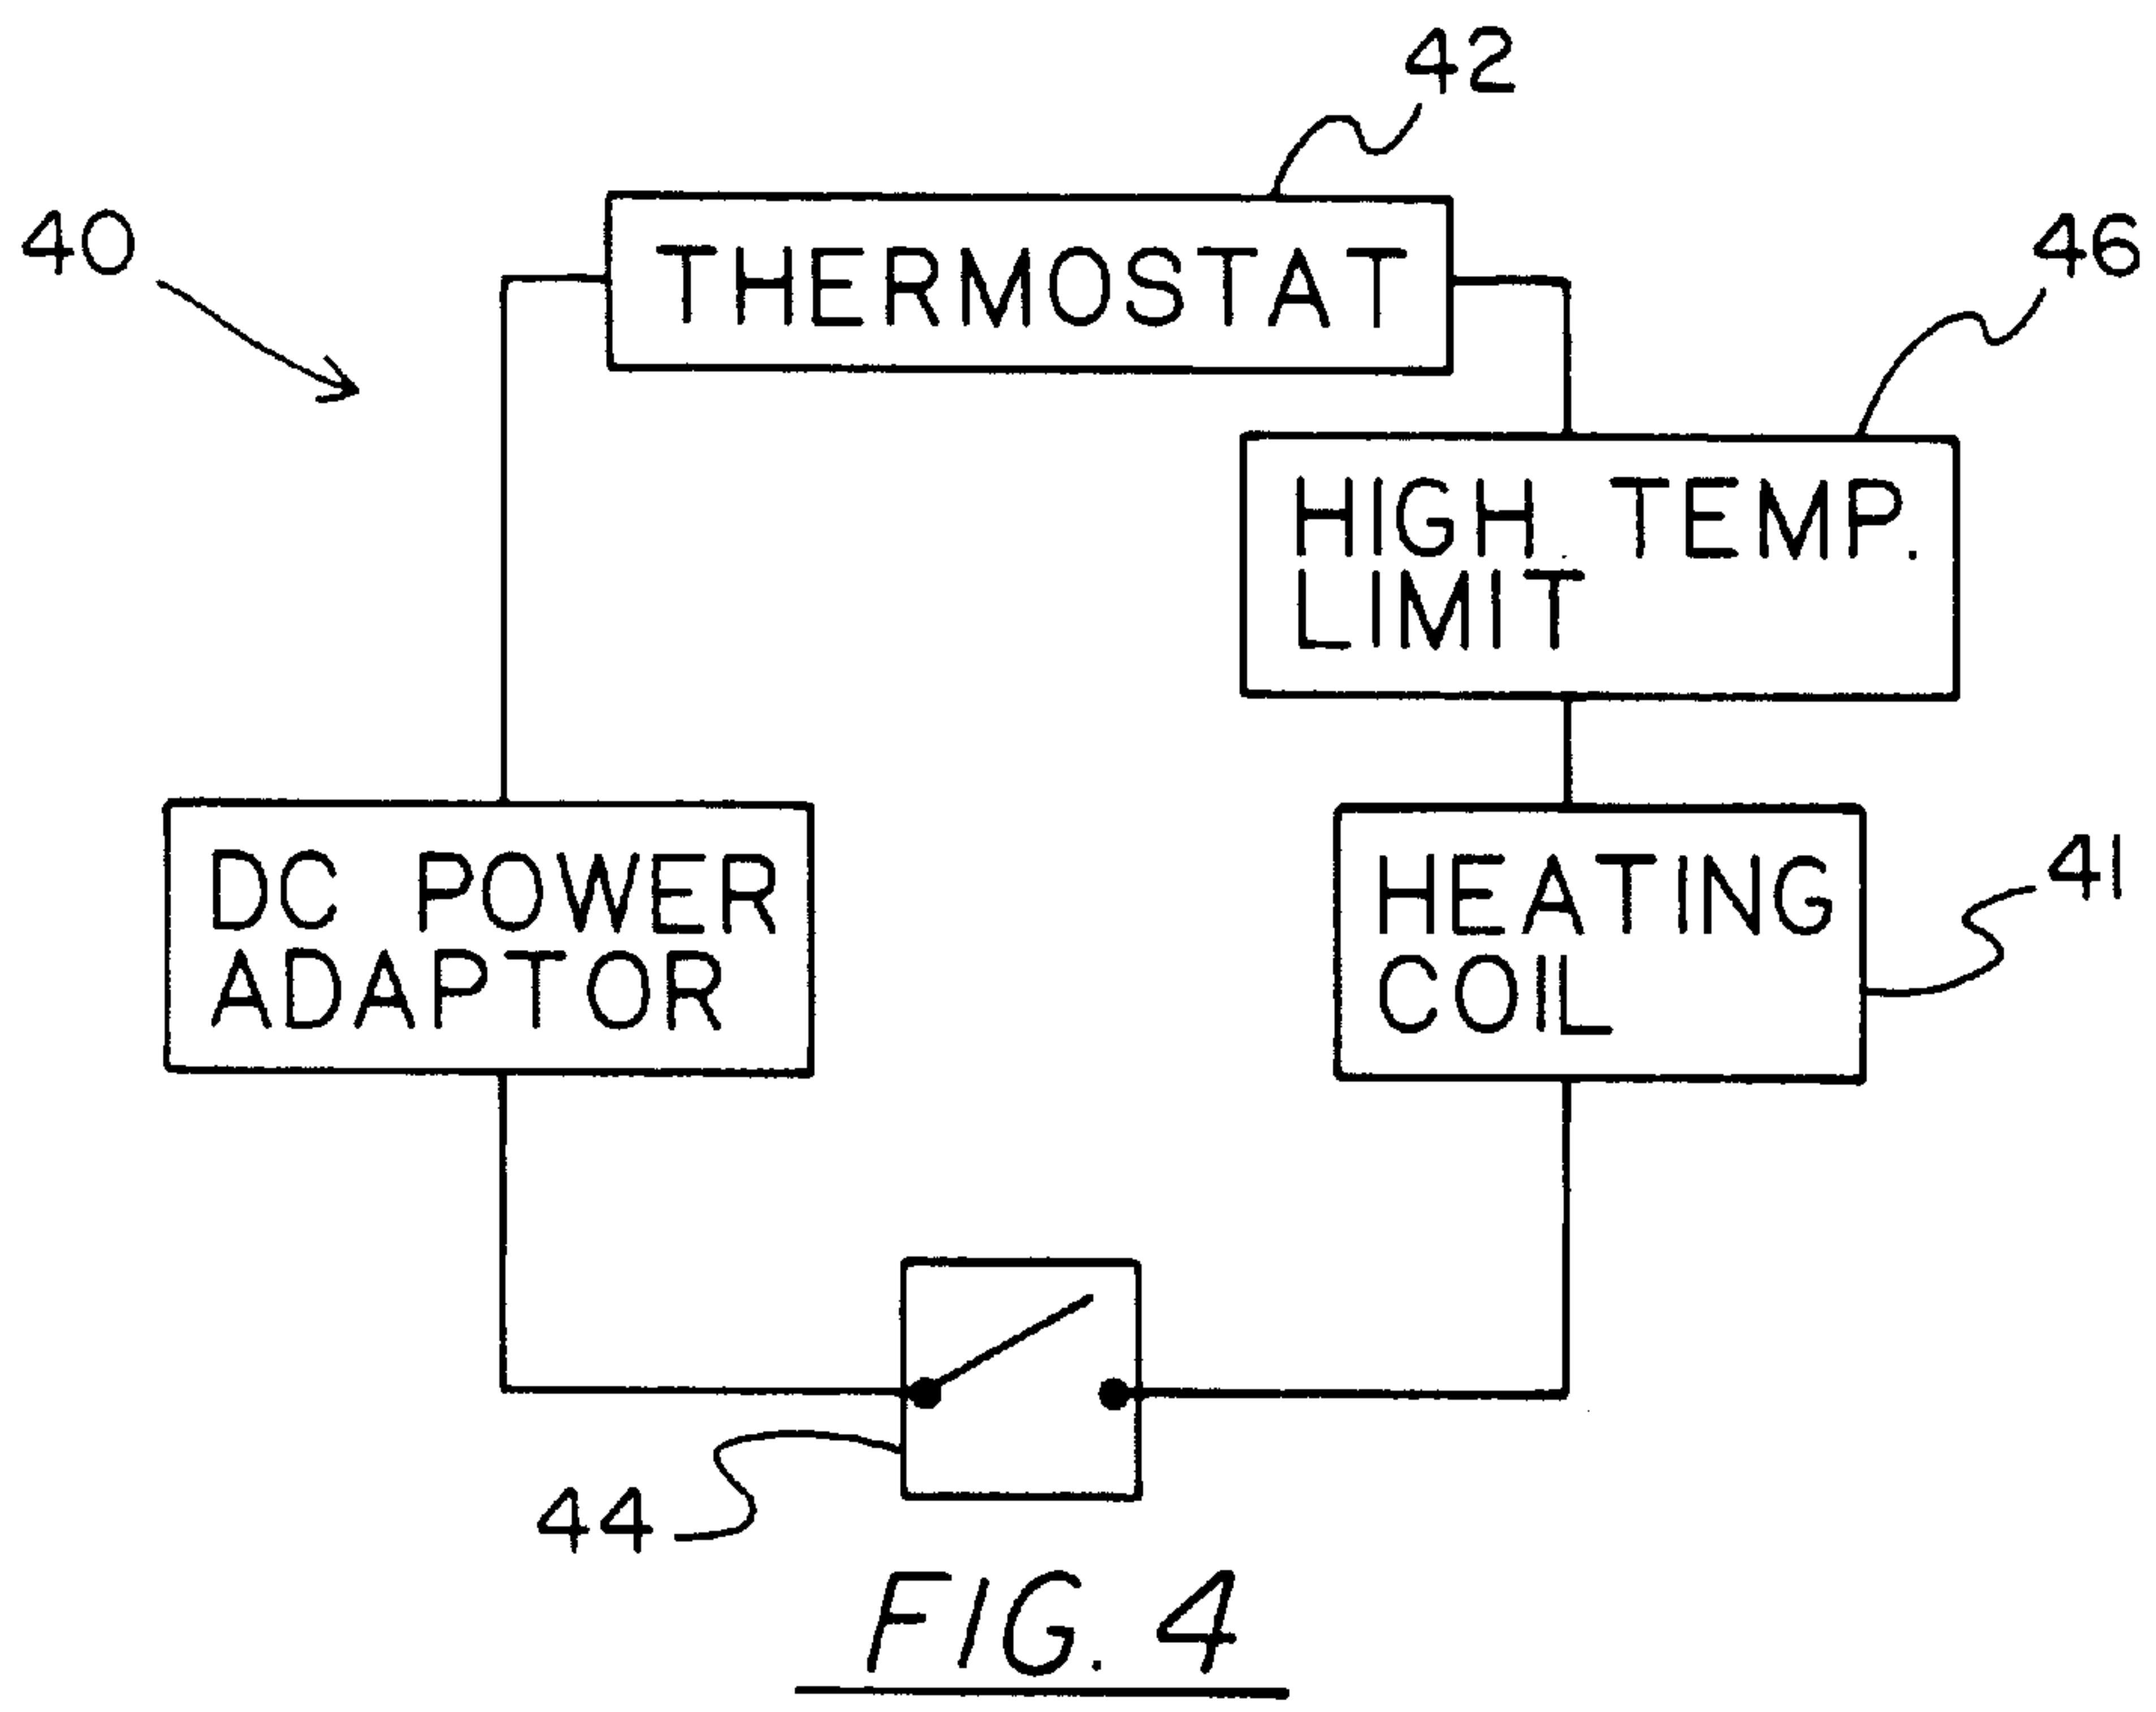 42
40
THERMOSTAT
46
HIGH TEMP.
LIMIT
DC POWER
ADAPTOR
HEATING
COIL
41
44
FIG. 4